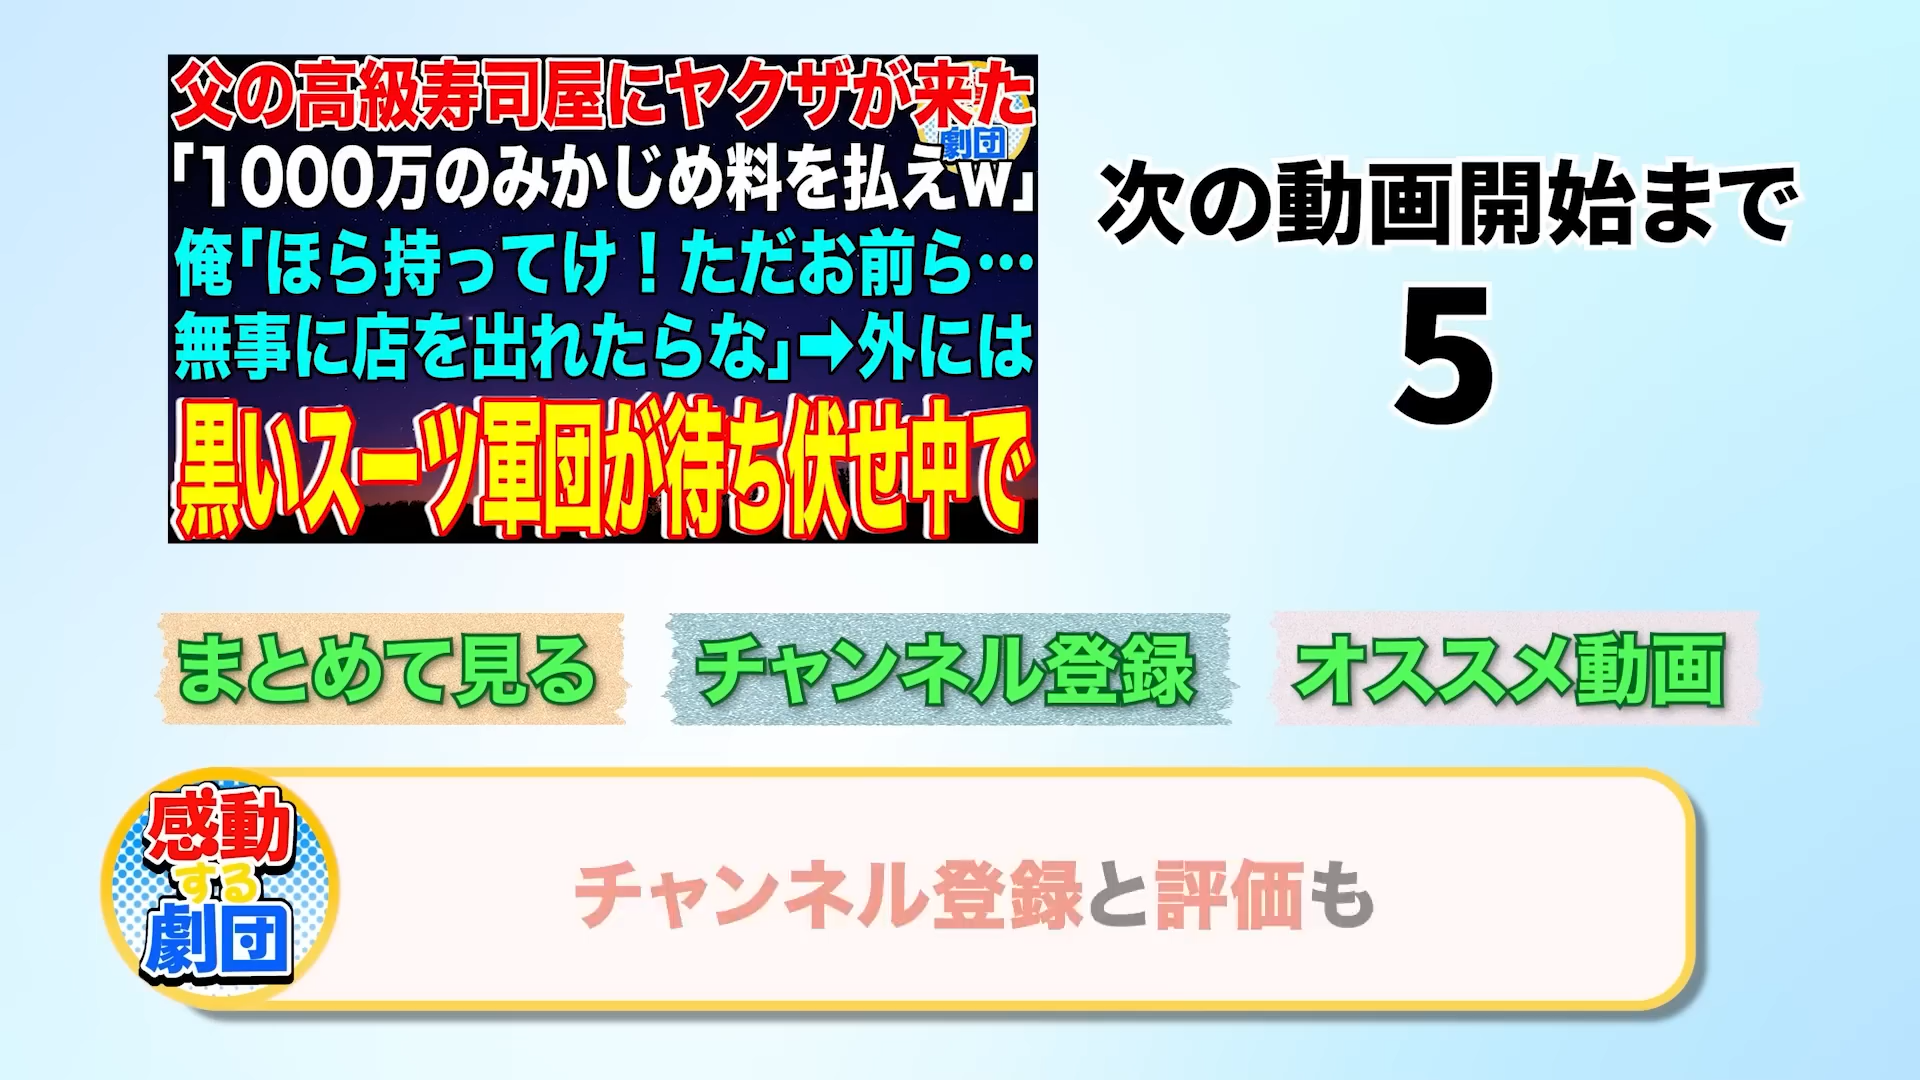 父の高級寿司屋にヤクザが来た
劇団
「1000万のみかじめ料を払えw」
俺「ほら持ってけ！ただお前ら…
無事に店を出れたらな」➡外には
黒いスーツ軍団が待ち伏せ中で
次の動画開始まで
5
まとめて見る
チャンネル登録
オススメ動画
感動
する
劇団
チャンネル登録と評価も